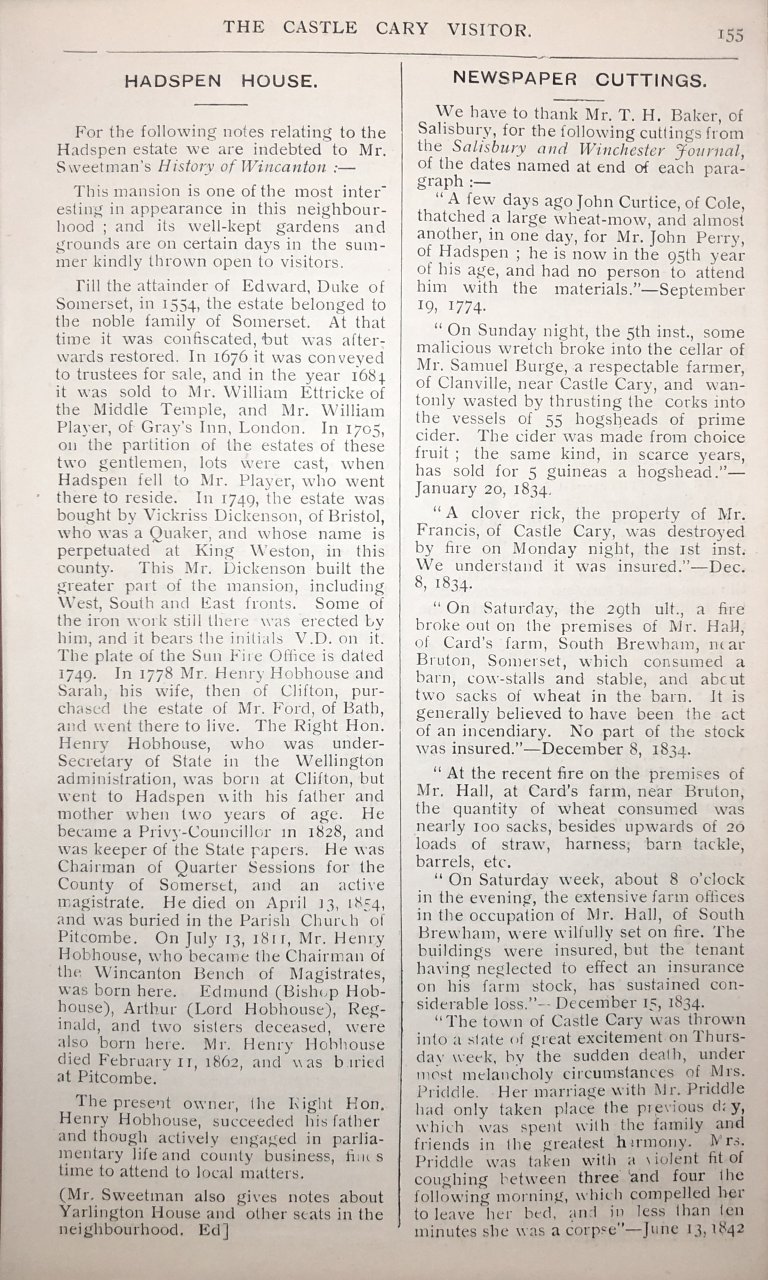 THE CASTLE CARY VISITOR.
155
HADSPEN HOUSE.
For the following notes relating to the
Hadspen estate we are indebted to Mr.
Sweetman's History of Wincanton :—
This mansion is one of the most inter-
esting in appearance in this neighbour-
hood ; and its well-kept gardens and
grounds are on certain days in the sum-
mer kindly thrown open to visitors.
Till the attainder of Edward, Duke of
Somerset, in 1554, the estate belonged to
the noble family of Somerset. At that
time it was confiscated, but was after-
wards restored. In 1676 it was conveyed
to trustees for sale, and in the year 1684
it was sold to Mr. William Ettricke of
the Middle Temple, and Mr. William
Player, of Gray's Inn, London. In 1705,
on the partition of the estates of these
two gentlemen, lots were cast, when
Hadspen fell to Mr. Player, who went
there to reside. In 1749, the estate was
bought by Vickriss Dickenson, of Bristol,
who was a Quaker, and whose name is
perpetuated at King Weston, in this
county. This Mr. Dickenson built the
greater part of the mansion, including
West, South and East fronts. Some of
the iron work still there was erected by
him, and it bears the initials V.D. on it.
The plate of the Sun Fire Office is dated
1749. In 1778 Mr. Henry Hobhouse and
Sarah, his wife, then of Clifton, pur-
chased the estate of Mr. Ford, of Bath,
and went there to live. The Right Hon.
Henry Hobhouse, who was under-
Secretary of State in the Wellington
administration, was born at Clifton, but
went to Hadspen with his father and
mother when two years of age. He
became a Privy-Councillor in 1828, and
was keeper of the State papers. He was
Chairman of Quarter Sessions for the
County of Somerset, and an active
magistrate. He died on April 13, 1854,
and was buried in the Parish Church of
Pitcombe. On July 13, 1811, Mr. Henry
Hobhouse, who became the Chairman of
the Wincanton Bench of Magistrates,
was born here. Edmund (Bishop Hob-
house), Arthur (Lord Hobhouse), Reg-
inald, and two sisters deceased, were
also born here. Mr. Henry Hobhouse
died February 11, 1862, and was buried
at Pitcombe.
The present owner, the Right Hon.
Henry Hobhouse, succeeded his father
and though actively engaged in parlia-
mentary life and county business, finds
time to attend to local matters.
(Mr. Sweetman also gives notes about
Yarlington House and other seats in the
neighbourhood. Ed]
NEWSPAPER CUTTINGS.
We have to thank Mr. T. H. Baker, of
Salisbury, for the following cuttings from
the Salisbury and Winchester Journal,
of the dates named at end of each para-
graph :—
“ A few days ago John Curtice, of Cole,
thatched a large wheat-mow, and almost
another, in one day, for Mr. John Perry,
of Hadspen ; he is now in the 95th year
of his age, and had no person to attend
him with the materials.”—September
19, 1774.
“ On Sunday night, the 5th inst., some
malicious wretch broke into the cellar of
Mr. Samuel Burge, a respectable farmer,
of Clanville, near Castle Cary, and wan-
tonly wasted by thrusting the corks into
the vessels of 55 hogsheads of prime
cider. The cider was made from choice
fruit ; the same kind, in scarce years,
has sold for 5 guineas a hogshead.”—
January 20, 1834.
“ A clover rick, the property of Mr.
Francis, of Castle Cary, was destroyed
by fire on Monday night, the 1st inst.
We understand it was insured.”—Dec.
8, 1834.
“ On Saturday, the 29th ult., a fire
broke out on the premises of Mr. Hall,
of Card's farm, South Brewham, near
Bruton, Somerset, which consumed a
barn, cow-stalls and stable, and about
two sacks of wheat in the barn. It is
generally believed to have been the act
of an incendiary. No part of the stock
was insured.”—December 8, 1834.
“ At the recent fire on the premises of
Mr. Hall, at Card's farm, near Bruton,
the quantity of wheat consumed was
nearly 100 sacks, besides upwards of 20
loads of straw, harness, barn tackle,
barrels, etc.
“ On Saturday week, about 8 o'clock
in the evening, the extensive farm offices
in the occupation of Mr. Hall, of South
Brewham, were wilfully set on fire. The
buildings were insured, but the tenant
having neglected to effect an insurance
on his farm stock, has sustained con-
siderable loss.”—December 15, 1834.
“The town of Castle Cary was thrown
into a state of great excitement on Thurs-
day week, by the sudden death, under
most melancholy circumstances of Mrs.
Priddle. Her marriage with Mr. Priddle
had only taken place the previous day,
which was spent with the family and
friends in the greatest harmony. Mrs.
Priddle was taken with a violent fit of
coughing between three and four the
following morning, which compelled her
to leave her bed, and in less than ten
minutes she was a corpse”—June 13, 1842